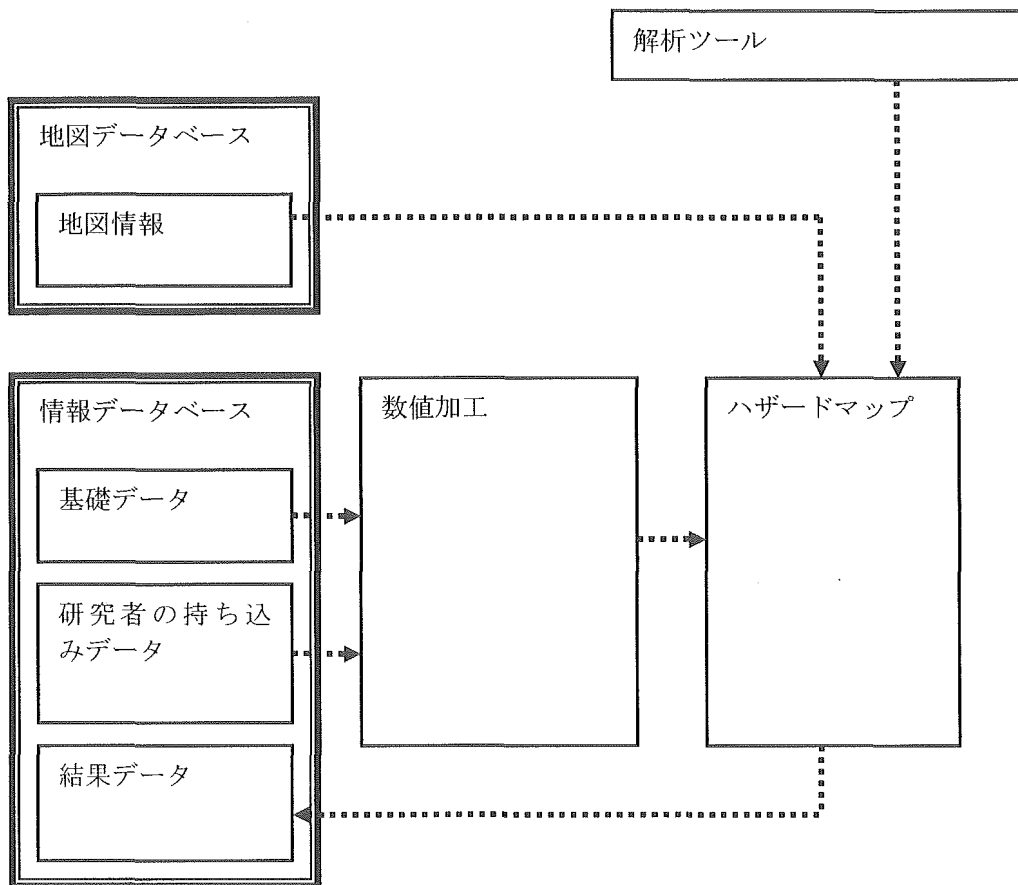 解析ツール
地図データベース
地図情報
情報データベース
数値加工
ハザードマップ
基礎データ
研究者の持ち込
みデータ
結果データ